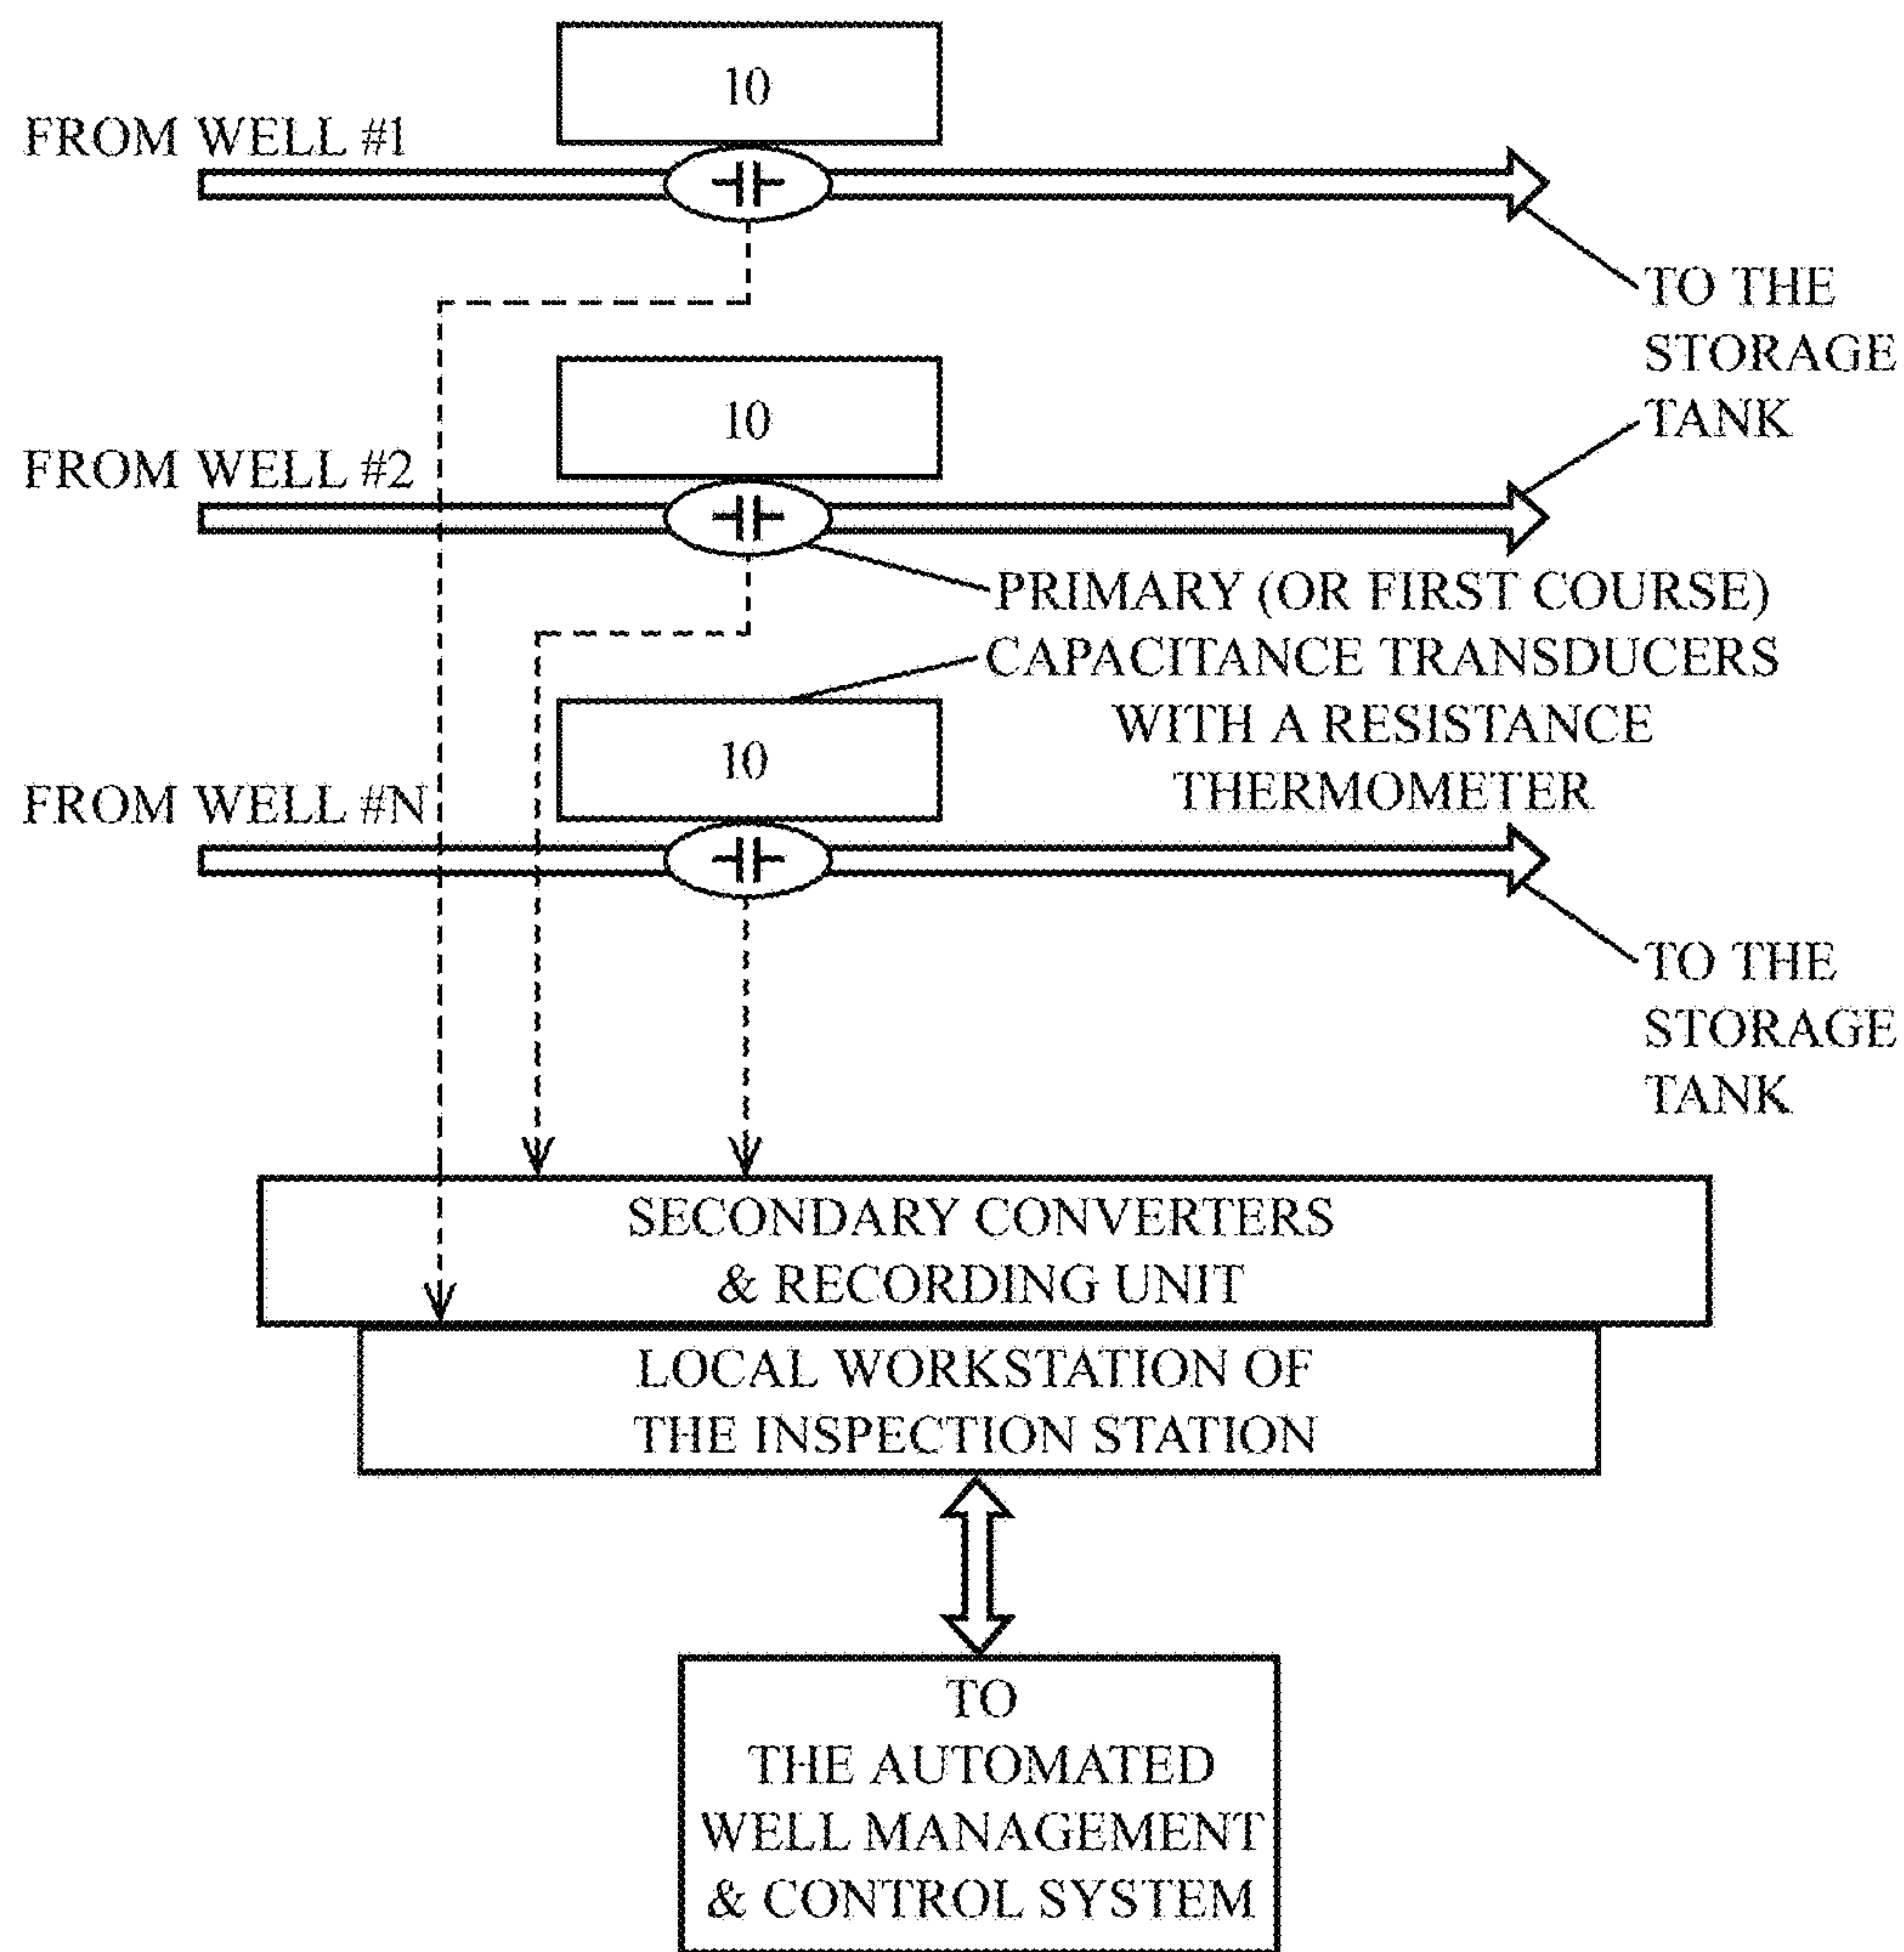 10
FROM WELL #1
TO THE
STORAGE
TANK
10
FROM WELL #2
PRIMARY (OR FIRST COURSE)
CAPACITANCE TRANSDUCERS
WITH A RESISTANCE
THERMOMETER
10
FROM WELL #N
TO THE
STORAGE
TANK
SECONDARY CONVERTERS
& RECORDING UNIT
LOCAL WORKSTATION OF
THE INSPECTION STATION
TO
THE AUTOMATED
WELL MANAGEMENT
& CONTROL SYSTEM